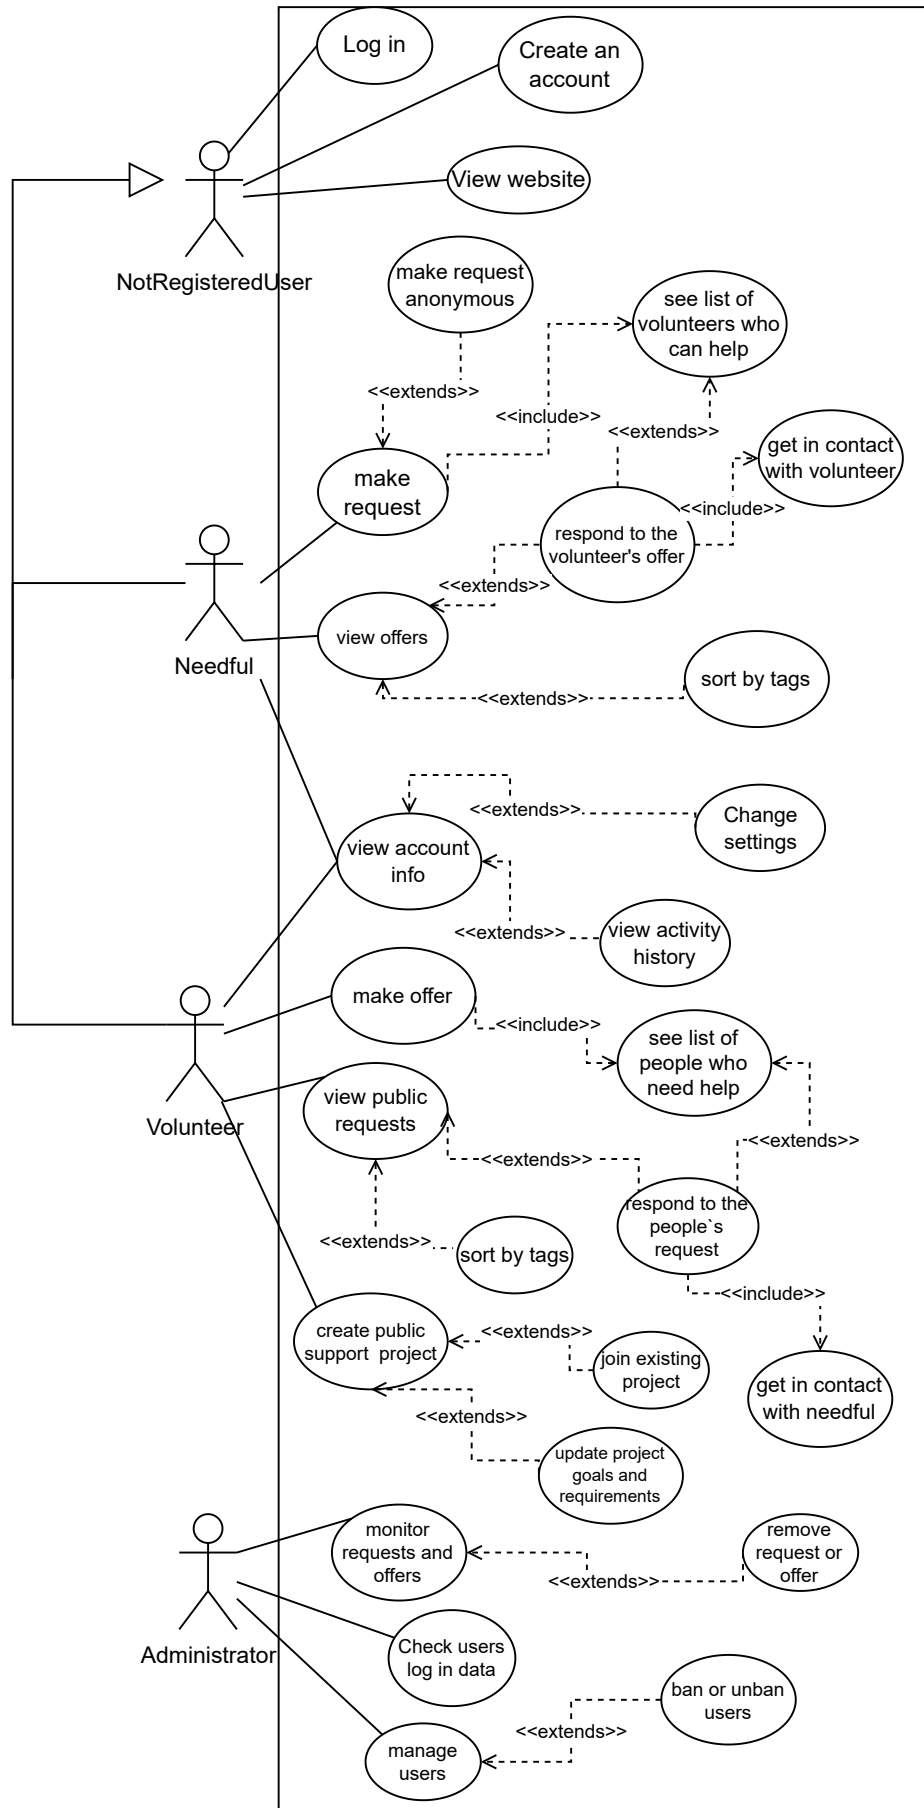 Log in
Create an
account
View website
NotRegisteredUser
make request
anonymous
see list of
volunteers who
can help
<<extends>>
<<include>>
<<extends>>
get in contact
with volunteer
make
request
<<include>>
respond to the
volunteer's offer
<<extends>>
view offers
Needful
<<extends>>
sort by tags
<<extends>>
Change
settings
view account
info
<<extends>>
view activity
history
make offer
<<include>>
see list of
people who
need help
Volunteer
view public
requests
<<extends>>
<<extends>>
respond to the
people`s
request
<<extends>>
sort by tags
<<include>>
create public
support project
<<extends>>
join existing
project
get in contact
with needful
<<extends>>
update project
goals and
requirements
monitor
requests and
offers
remove
request or
offer
<<extends>>
Administrator
Check users
log in data
ban or unban
users
<<extends>>
manage
users